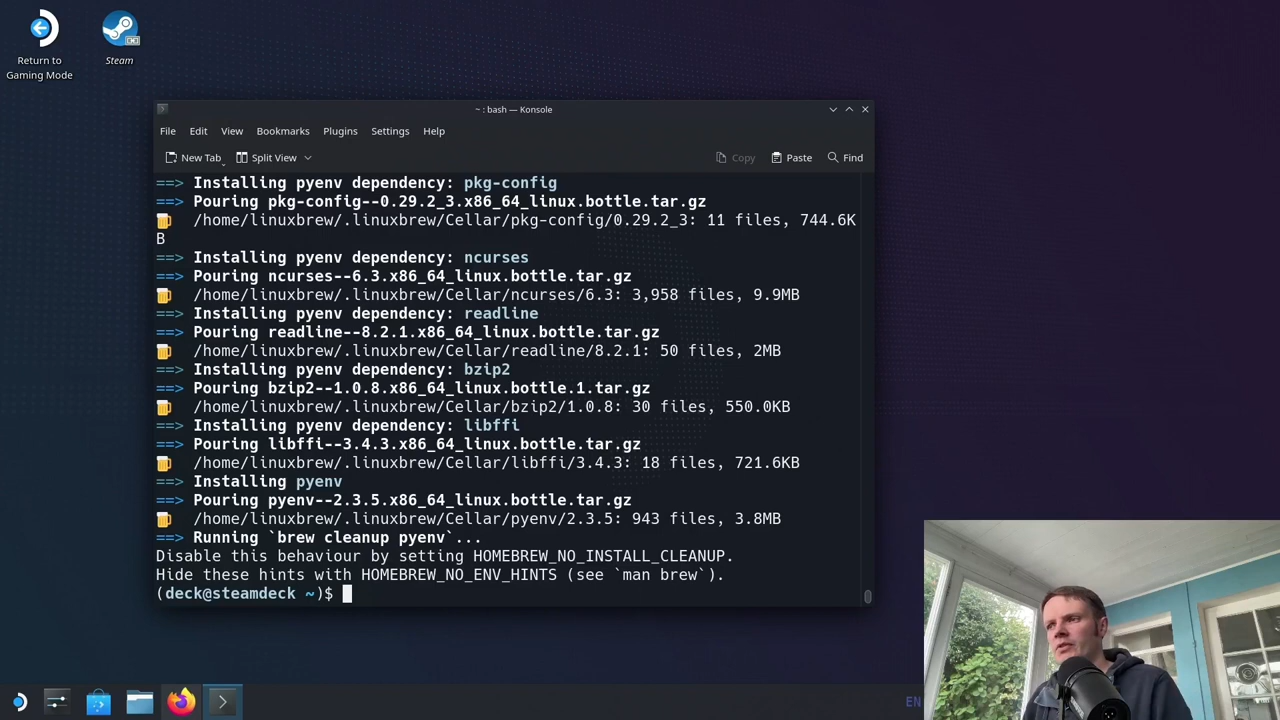 Return to
Gaming Mode
Steam
~ : bash — Konsole
File Edit View Bookmarks Plugins Settings Help
New Tab Split View Copy Paste Find
==> Installing pyenv dependency: pkg-config
==> Pouring pkg-config--0.29.2_3.x86_64_linux.bottle.tar.gz
🍺 /home/linuxbrew/.linuxbrew/Cellar/pkg-config/0.29.2_3: 11 files, 744.6K
B
==> Installing pyenv dependency: ncurses
==> Pouring ncurses--6.3.x86_64_linux.bottle.tar.gz
🍺 /home/linuxbrew/.linuxbrew/Cellar/ncurses/6.3: 3,958 files, 9.9MB
==> Installing pyenv dependency: readline
==> Pouring readline--8.2.1.x86_64_linux.bottle.tar.gz
🍺 /home/linuxbrew/.linuxbrew/Cellar/readline/8.2.1: 50 files, 2MB
==> Installing pyenv dependency: bzip2
==> Pouring bzip2--1.0.8.x86_64_linux.bottle.1.tar.gz
🍺 /home/linuxbrew/.linuxbrew/Cellar/bzip2/1.0.8: 30 files, 550.0KB
==> Installing pyenv dependency: libffi
==> Pouring libffi--3.4.3.x86_64_linux.bottle.tar.gz
🍺 /home/linuxbrew/.linuxbrew/Cellar/libffi/3.4.3: 18 files, 721.6KB
==> Installing pyenv
==> Pouring pyenv--2.3.5.x86_64_linux.bottle.tar.gz
🍺 /home/linuxbrew/.linuxbrew/Cellar/pyenv/2.3.5: 943 files, 3.8MB
==> Running `brew cleanup pyenv`...
Disable this behaviour by setting HOMEBREW_NO_INSTALL_CLEANUP.
Hide these hints with HOMEBREW_NO_ENV_HINTS (see `man brew`).
(deck@steamdeck ~)$
EN